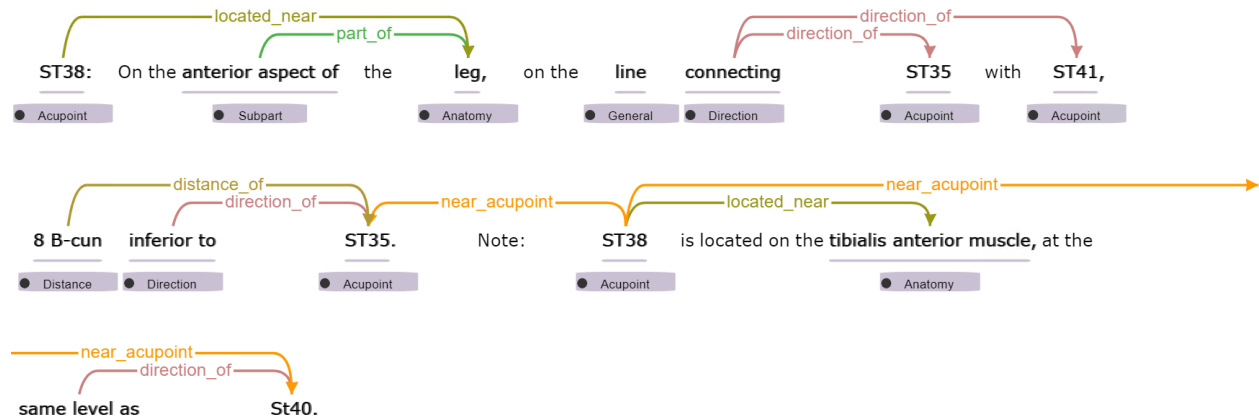 located_near direction_of
part_of direction_of
ST38: On the anterior aspect of the leg, on the line connecting ST35 with ST41,
Acupoint Subpart Anatomy General Direction Acupoint Acupoint
distance_of near_acupoint
direction_of near_acupoint located_near
8 B-cun inferior to ST35. Note: ST38 is located on the tibialis anterior muscle, at the
Distance Direction Acupoint Acupoint Anatomy
near_acupoint
direction_of
same level as St40.